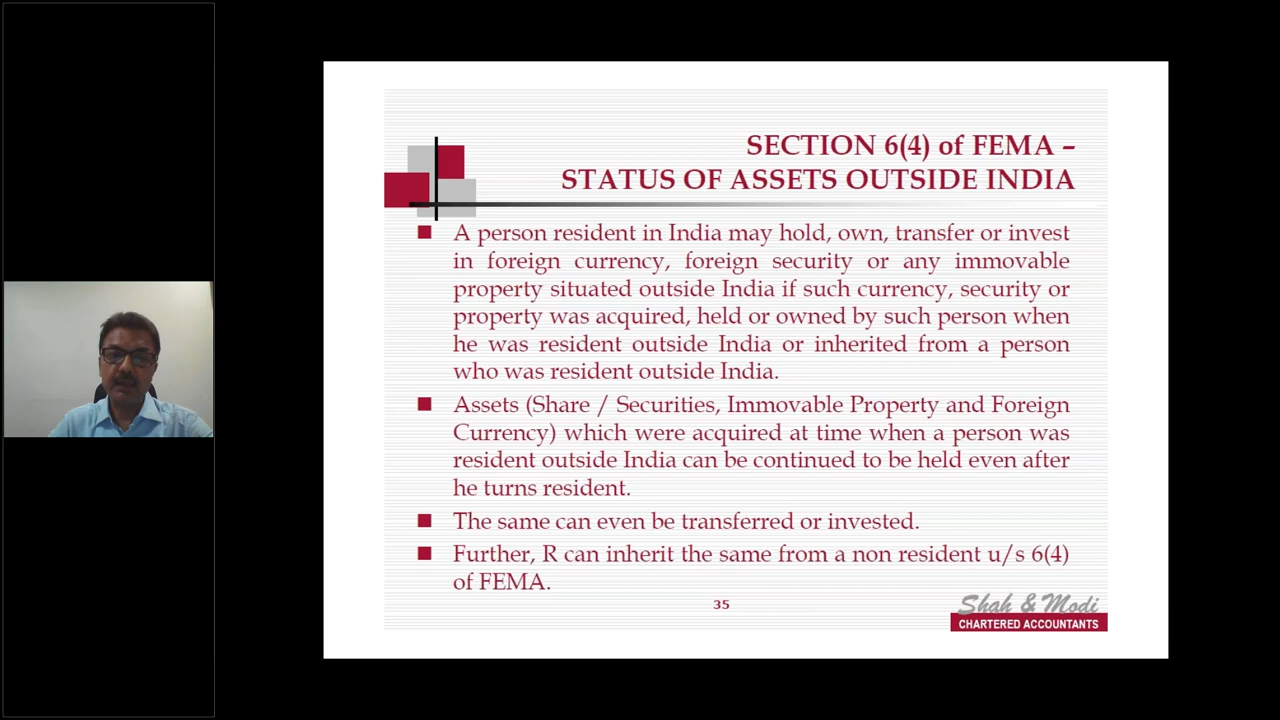 SECTION 6(4) of FEMA –
STATUS OF ASSETS OUTSIDE INDIA
A person resident in India may hold, own, transfer or invest
in foreign currency, foreign security or any immovable
property situated outside India if such currency, security or
property was acquired, held or owned by such person when
he was resident outside India or inherited from a person
who was resident outside India.
Assets (Share / Securities, Immovable Property and Foreign
Currency) which were acquired at time when a person was
resident outside India can be continued to be held even after
he turns resident.
The same can even be transferred or invested.
Further, R can inherit the same from a non resident u/s 6(4)
of FEMA.
35
Shah & Modi
CHARTERED ACCOUNTANTS